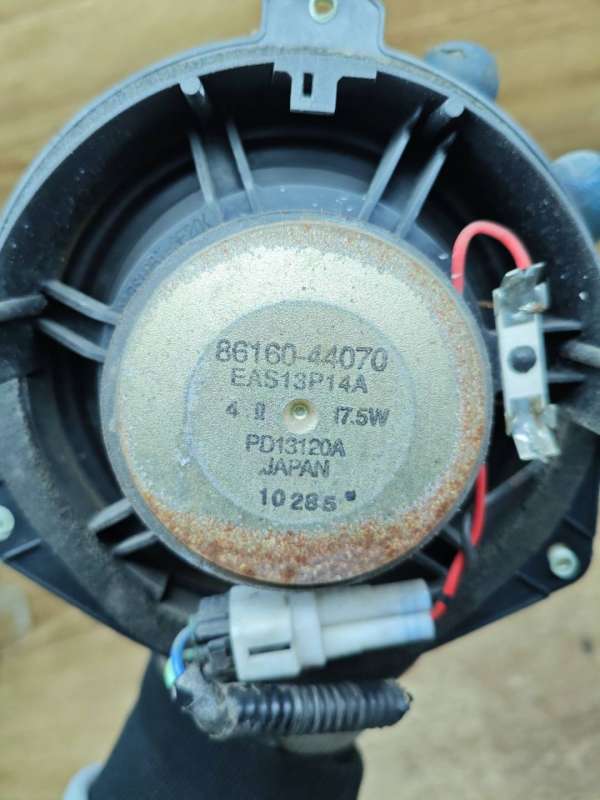 86160-44070
EAS13P14A
4 Ω 17.5W
PD13120A
JAPAN
10285